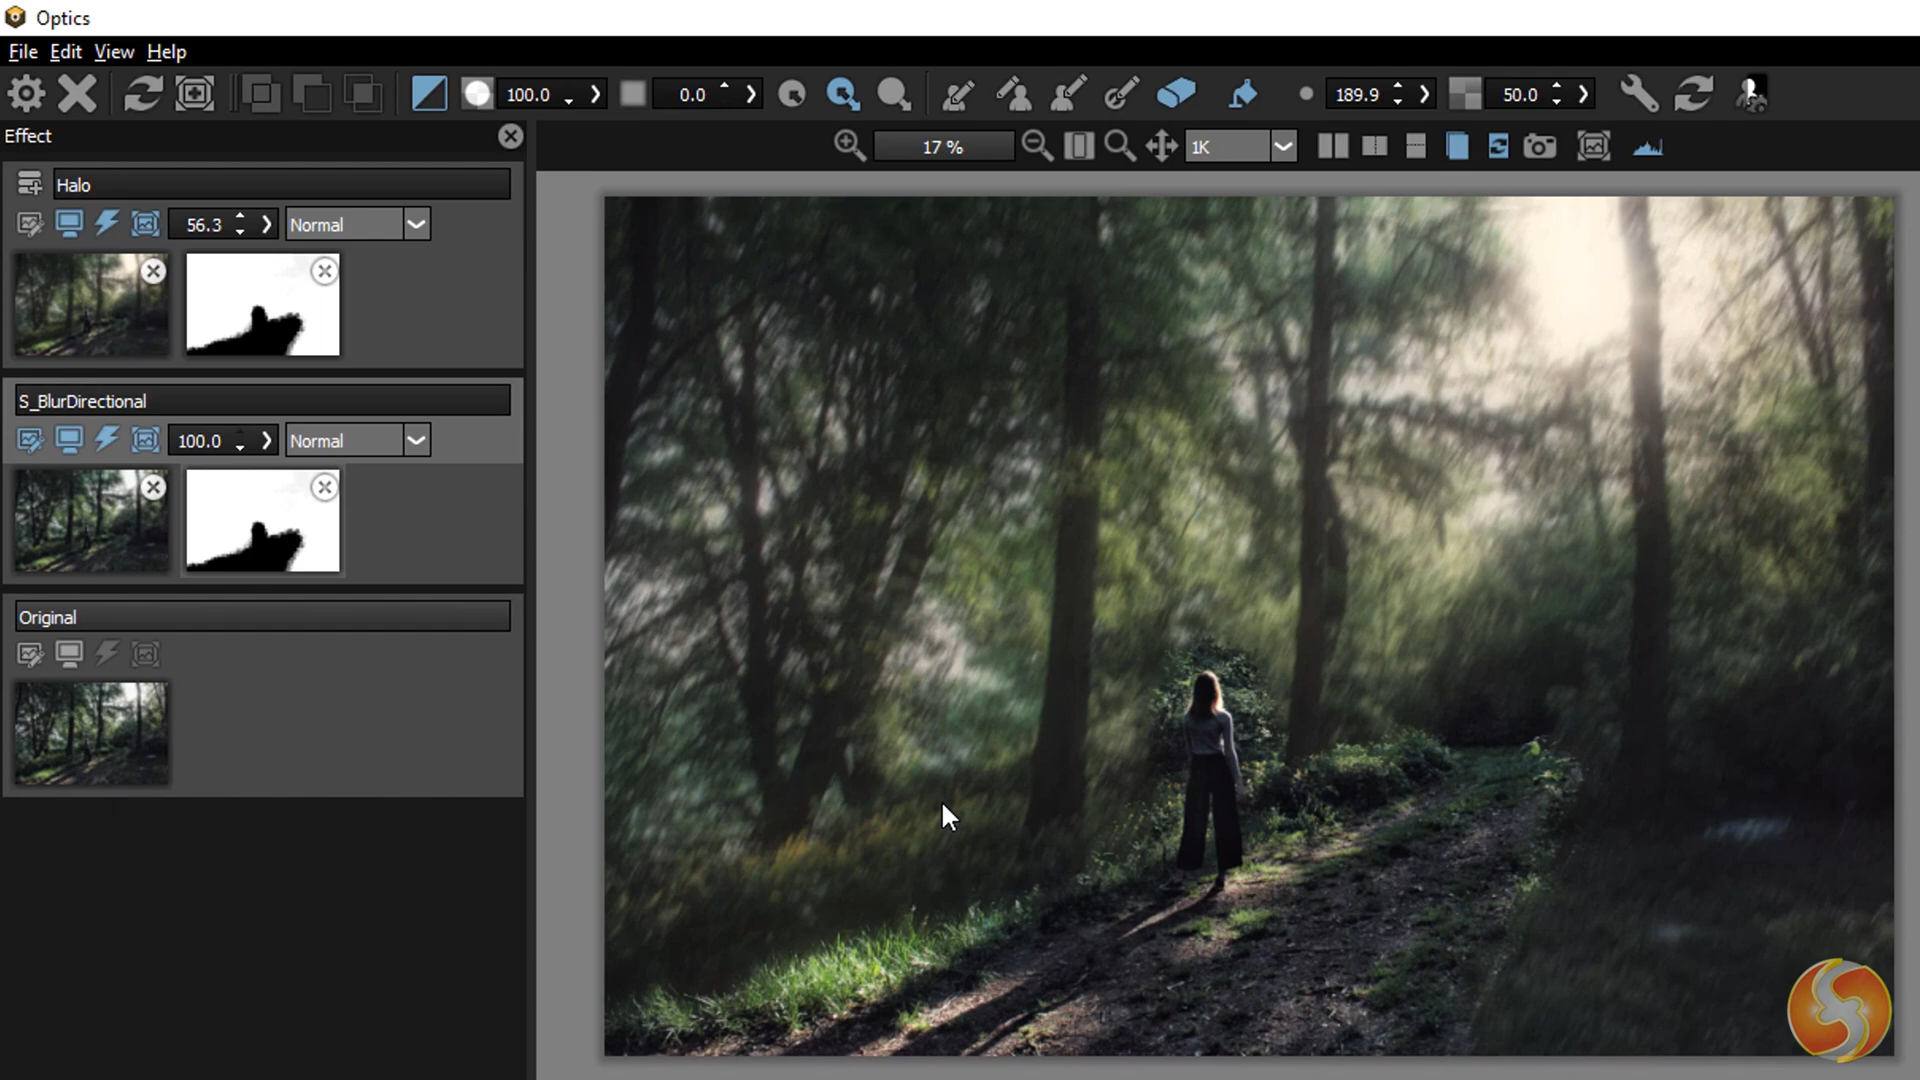 Optics
File Edit View Help
100.0 0.0 189.9 50.0
Effect
17 % 1K
Halo
56.3 Normal
S_BlurDirectional
100.0 Normal
Original